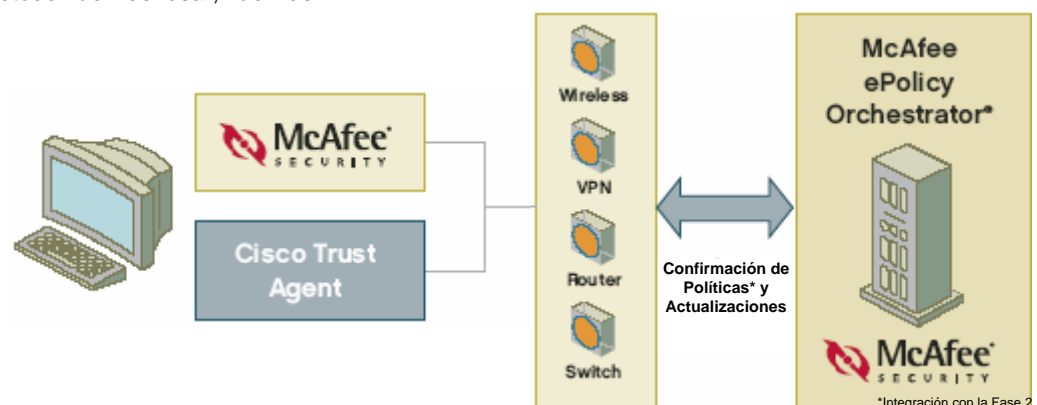 McAfee
SECURITY
Cisco Trust
Agent
Wireless
VPN
Router
Switch
Confirmación de
Políticas* y
Actualizaciones
McAfee
ePolicy
Orchestrator*
McAfee
SECURITY
*Integración con la Fase 2